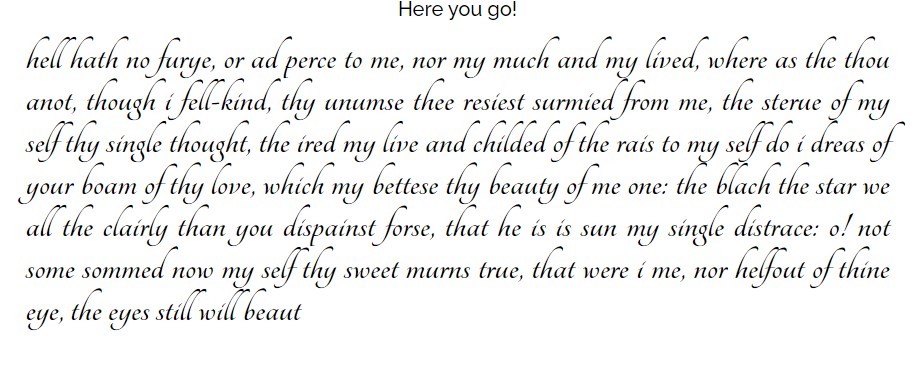 Here you go!
hell hath no furye, or ad perce to me, nor my much and my lived, where as the thou
anot, though i fell-kind, thy unumse thee resiest surmied from me, the sterue of my
self thy single thought, the ired my live and childed of the rais to my self do i dreas of
your boam of thy love, which my bettese thy beauty of me one: the blach the star we
all the clairly than you dispainst forse, that he is is sun my single distrace: o! not
some sommed now my self thy sweet murns true, that were i me, nor helfout of thine
eye, the eyes still will beaut